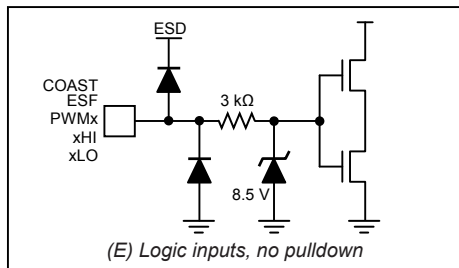 ESD
COAST
ESF
PWMx
xHI
xLO
3 kΩ
8.5 V
(E) Logic inputs, no pulldown